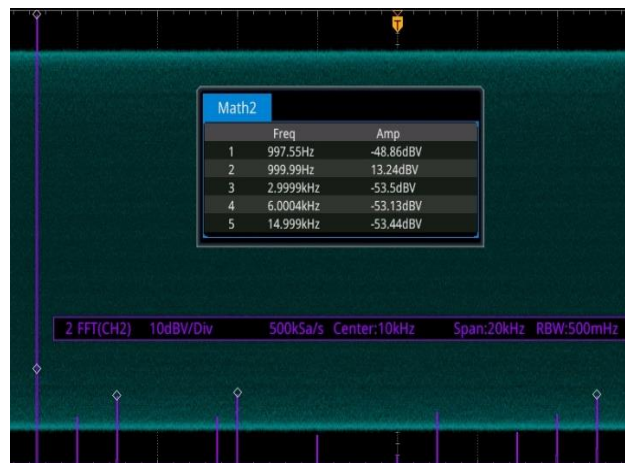 T
Math2
Freq Amp
1 997.55Hz -48.86dBV
2 999.99Hz 13.24dBV
3 2.9999kHz -53.5dBV
4 6.0004kHz -53.13dBV
5 14.999kHz -53.44dBV
2 FFT(CH2) 10dBV/Div 500kSa/s Center:10kHz Span:20kHz RBW:500mHz